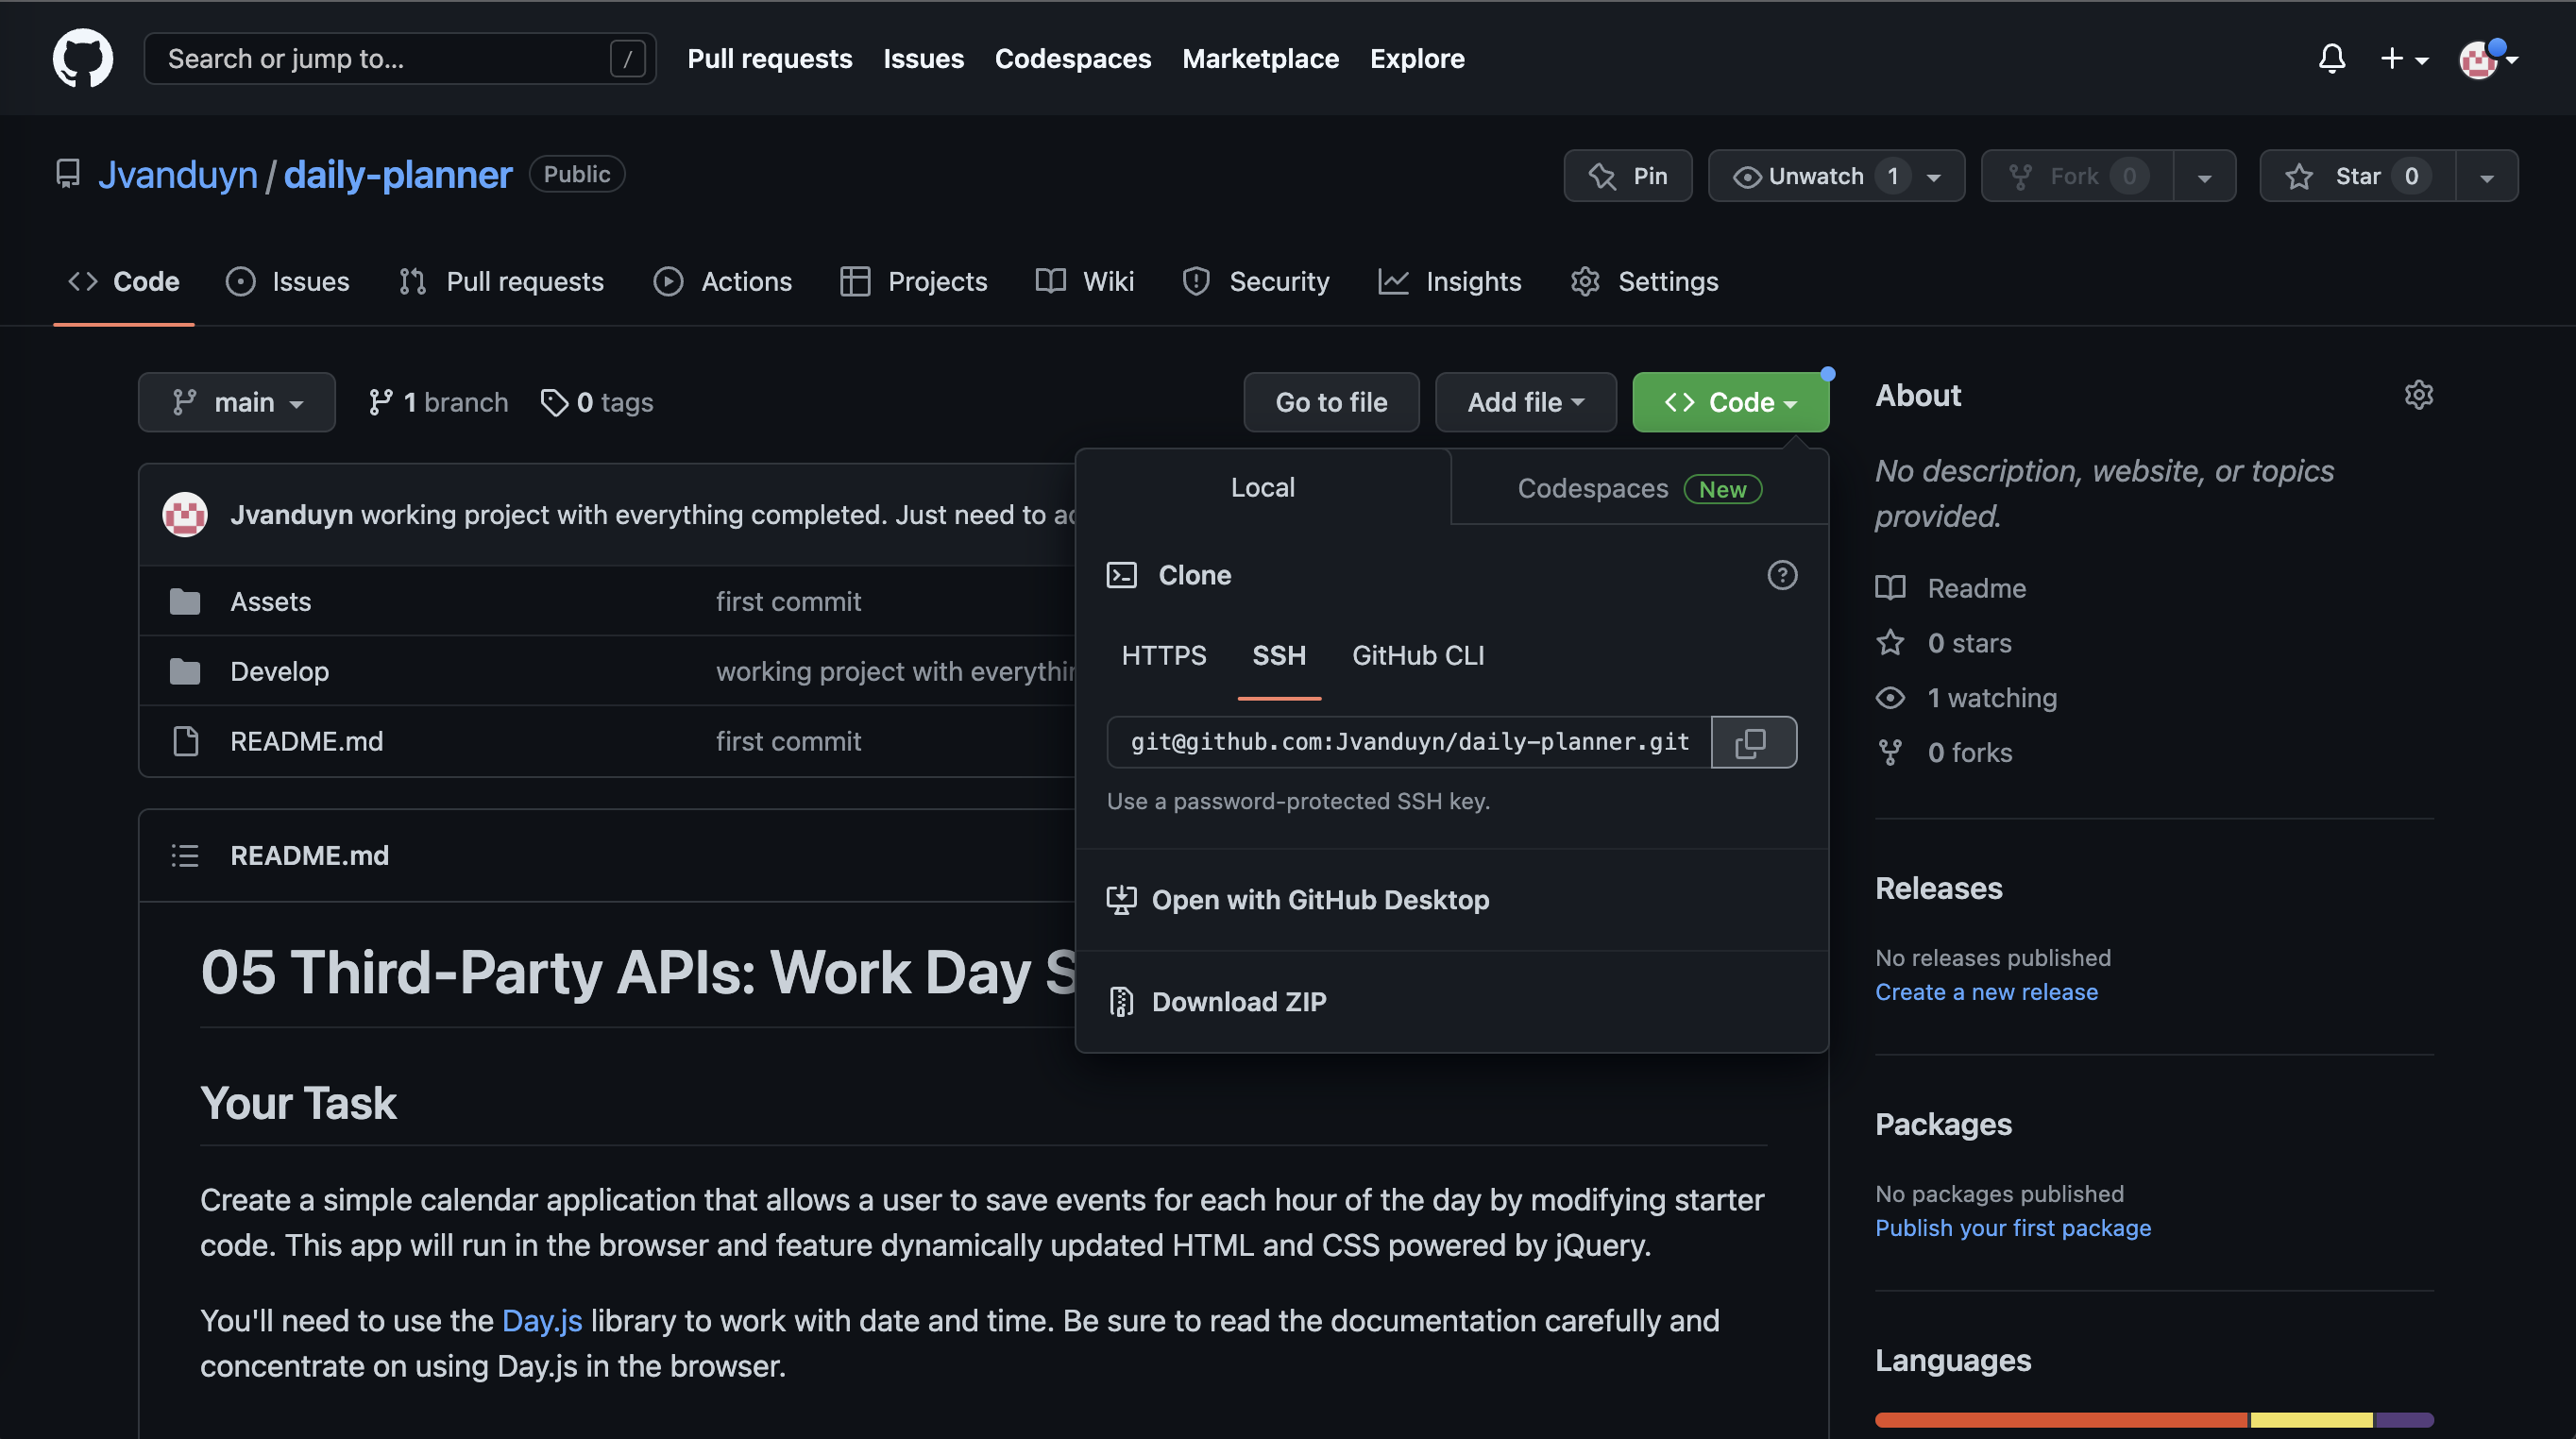 Search or jump to... /
Pull requests Issues Codespaces Marketplace Explore
Jvanduyn / daily-planner Public
Pin Unwatch 1 Fork 0 Star 0
Code Issues Pull requests Actions Projects Wiki Security Insights Settings
main 1 branch 0 tags
Go to file Add file Code
Jvanduyn working project with everything completed. Just need to
Assets first commit
Develop working project with
README.md first commit
Local Codespaces New
Clone
HTTPS SSH GitHub CLI
git@github.com:Jvanduyn/daily-planner.git
Use a password-protected SSH key.
Open with GitHub Desktop
Download ZIP
README.md
05 Third-Party APIs: Work Day
Your Task
Create a simple calendar application that allows a user to save events for each hour of the day by modifying starter
code. This app will run in the browser and feature dynamically updated HTML and CSS powered by jQuery.
You'll need to use the Day.js library to work with date and time. Be sure to read the documentation carefully and
concentrate on using Day.js in the browser.
About
No description, website, or topics
provided.
Readme
0 stars
1 watching
0 forks
Releases
No releases published
Create a new release
Packages
No packages published
Publish your first package
Languages